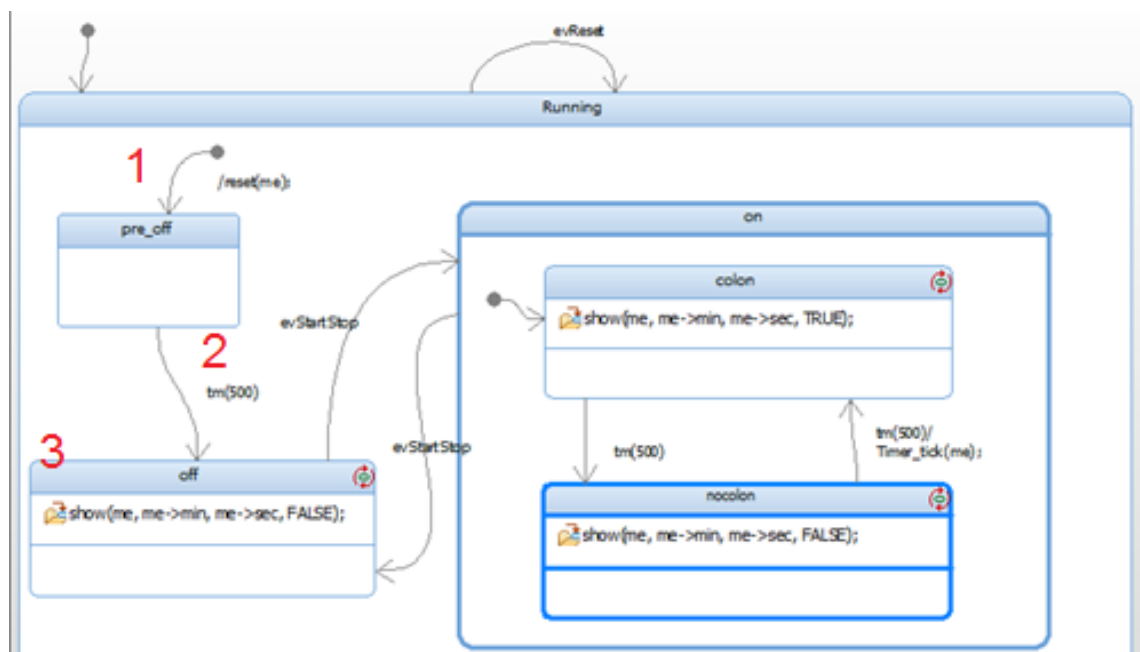 evReset
Running
1
/reset(me);
pre_off
on
colon
show(me, me->min, me->sec, TRUE);
evStartStop
2
tm(500)
evStartStop
tm(500)
tm(500)/
Timer_tick(me);
3
off
show(me, me->min, me->sec, FALSE);
nocolon
show(me, me->min, me->sec, FALSE);